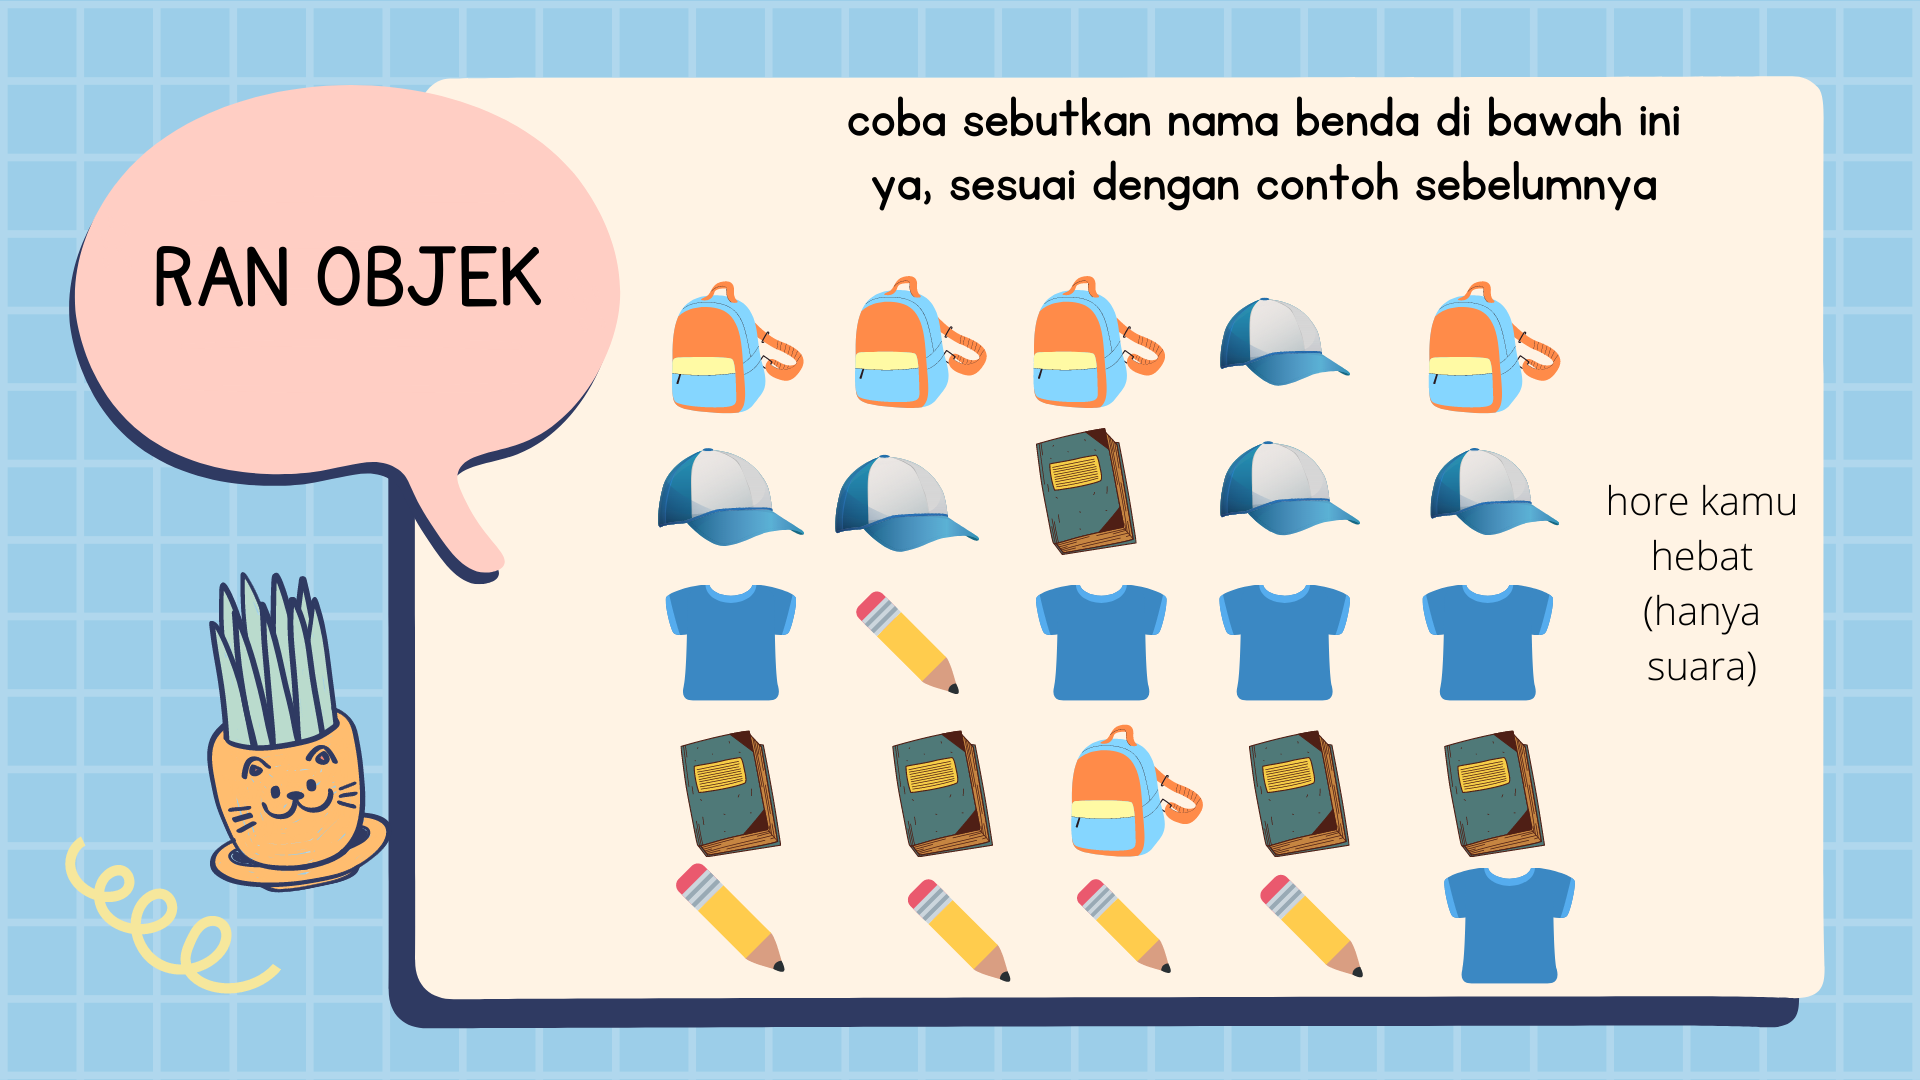 RAN OBJEK
coba sebutkan nama benda di bawah ini
ya, sesuai dengan contoh sebelumnya
hore kamu
hebat
(hanya
suara)